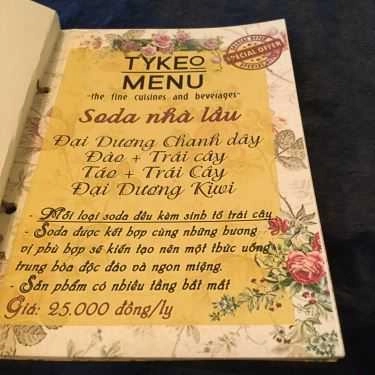 TYKEO
MENU
-the fine cuisines and beverages-
SPECIAL OFFER
Soda nhà lầu
Đại Dương Chanh dây
Đào + Trái cây
Táo + Trái Cây
Đại Dương Kiwi
- Mỗi loại soda đều kèm sinh tố trái cây
- Soda được kết hợp cùng những hương
vị phù hợp sẽ kiến tạo nên một thức uống
trung hòa độc đáo và ngon miệng.
- Sản phẩm có nhiều tầng bắt mắt
Giá: 25.000 đồng/ly